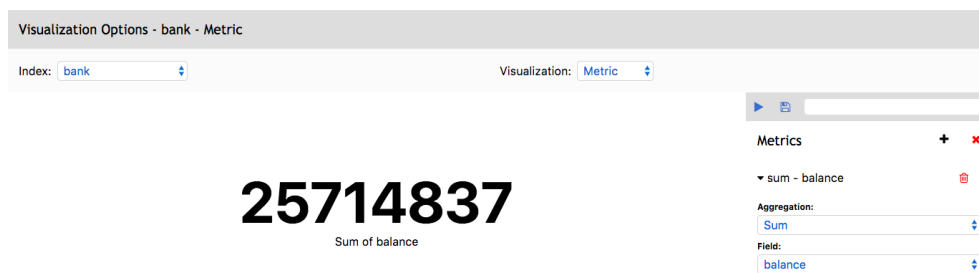 Visualization Options - bank - Metric
Index: bank
Visualization: Metric
Metrics
sum - balance
Aggregation:
Sum
Field:
balance
25714837
Sum of balance